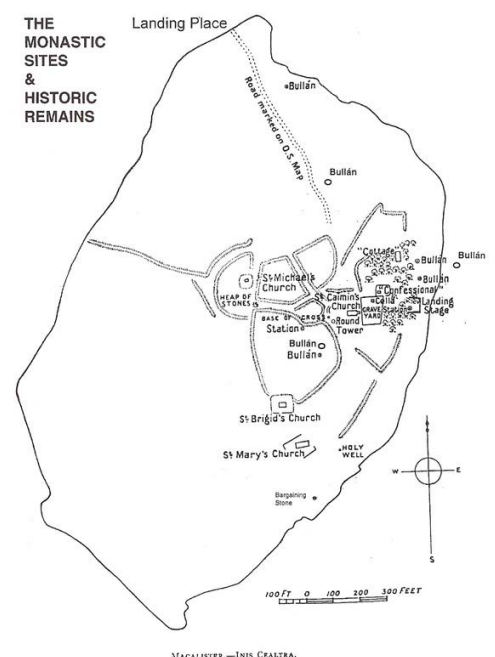 THE
MONASTIC
SITES
&
HISTORIC
REMAINS
Landing Place
Bullán
Road marked on O.S. Map
Bullán
"Cottage"
Bullán
Bullán
Bullán
St Michael's
Church
HEAP OF
STONES
St Caimin's
Church
"Confessional"
Cella
GRAVE
YARD
Station
Landing
Stage
BASE OF CROSS
Station
Round
Tower
Bullán
Bullán
St Brigid's Church
St Mary's Church
HOLY
WELL
Bargaining
Stone
W
E
S
100 FT 0 100 200 300 FEET
MACALISTER—INIS CEALTRA.